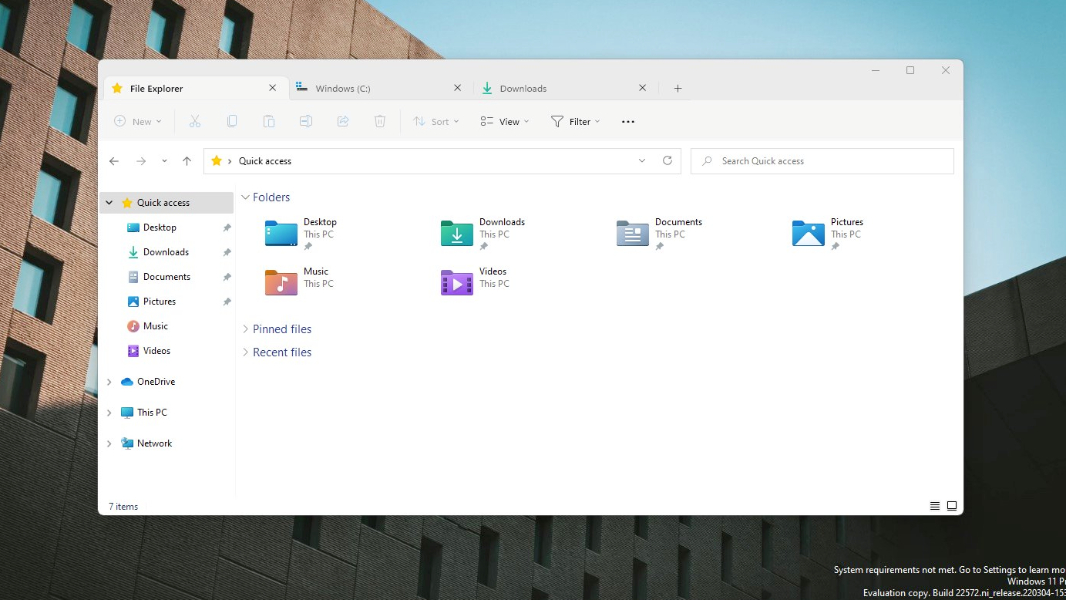 File Explorer
Windows (C:)
Downloads
New
Sort
View
Filter
Quick access
Search Quick access
Quick access
Desktop
Downloads
Documents
Pictures
Music
Videos
OneDrive
This PC
Network
Folders
Desktop
This PC
Downloads
This PC
Documents
This PC
Pictures
This PC
Music
This PC
Videos
This PC
Pinned files
Recent files
7 items
System requirements not met. Go to Settings to learn mo
Windows 11 P
Evaluation copy. Build 22572.ni_release.220304-153